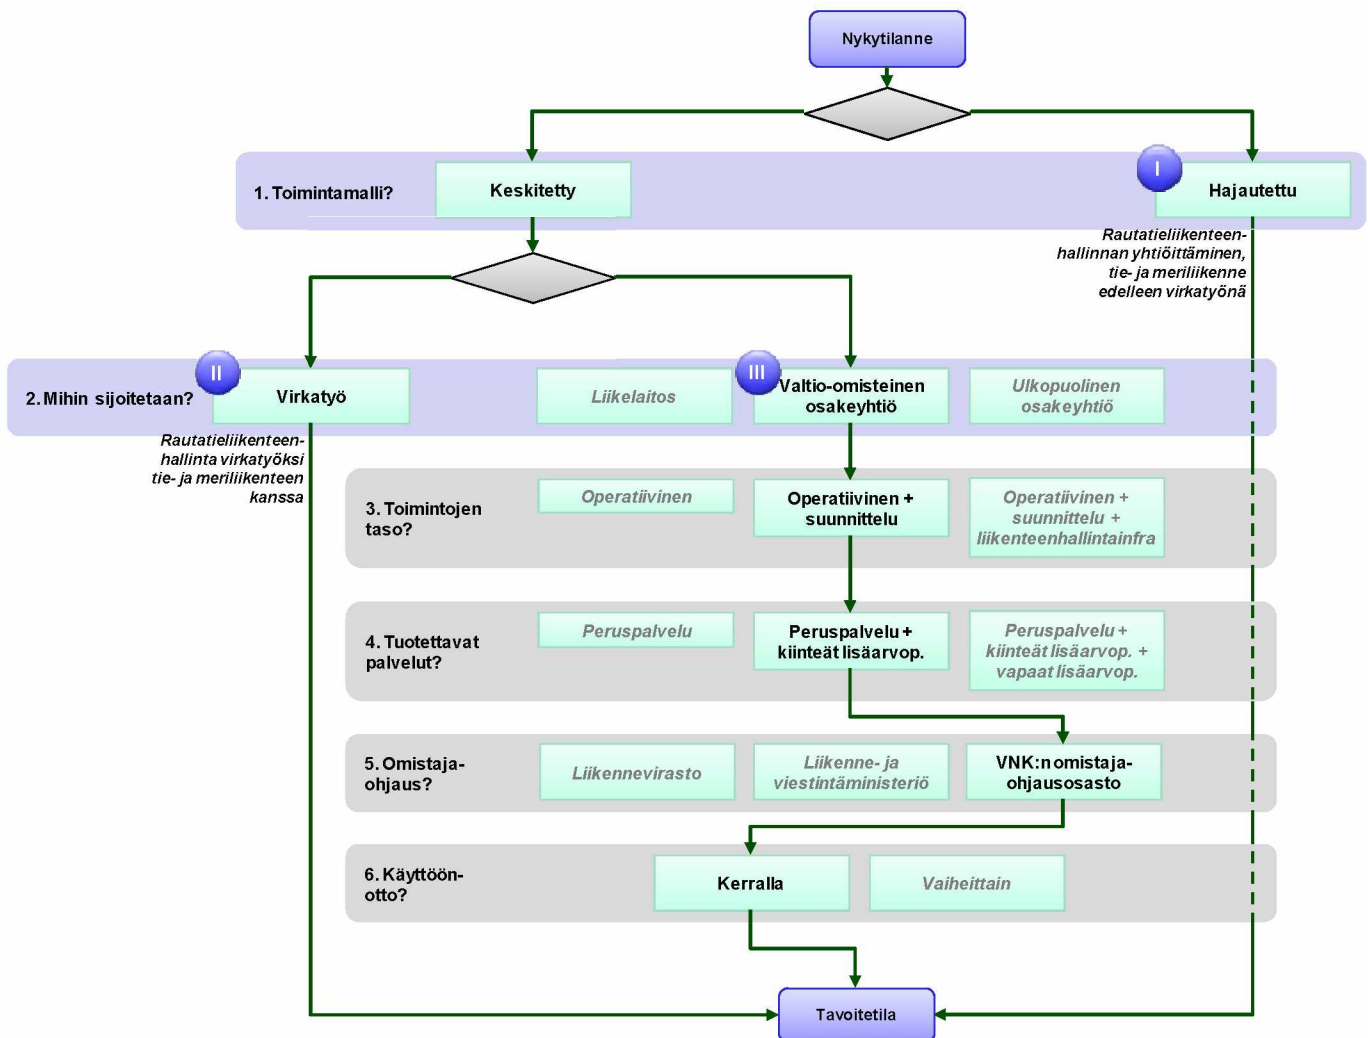 Nykytilanne
1. Toimintamalli?
Keskitetty
I
Hajautettu
Rautatieliikenteen-
hallinnan yhtiöittäminen,
tie- ja meriliikenne
edelleen virkatyönä
2. Mihin sijoitetaan?
II
Virkatyö
Liikelaitos
III
Valtio-omisteinen
osakeyhtiö
Ulkopuolinen
osakeyhtiö
Rautatieliikenteen-
hallinta virkatyöksi
tie- ja meriliikenteen
kanssa
3. Toimintojen
taso?
Operatiivinen
Operatiivinen +
suunnittelu
Operatiivinen +
suunnittelu +
liikenteenhallintainfra
4. Tuotettavat
palvelut?
Peruspalvelu
Peruspalvelu +
kiinteät lisäarvop.
Peruspalvelu +
kiinteät lisäarvop. +
vapaat lisäarvop.
5. Omistaja-
ohjaus?
Liikennevirasto
Liikenne- ja
viestintäministeriö
VNK:n omistaja-
ohjausosasto
6. Käyttöön-
otto?
Kerralla
Vaiheittain
Tavoitetila